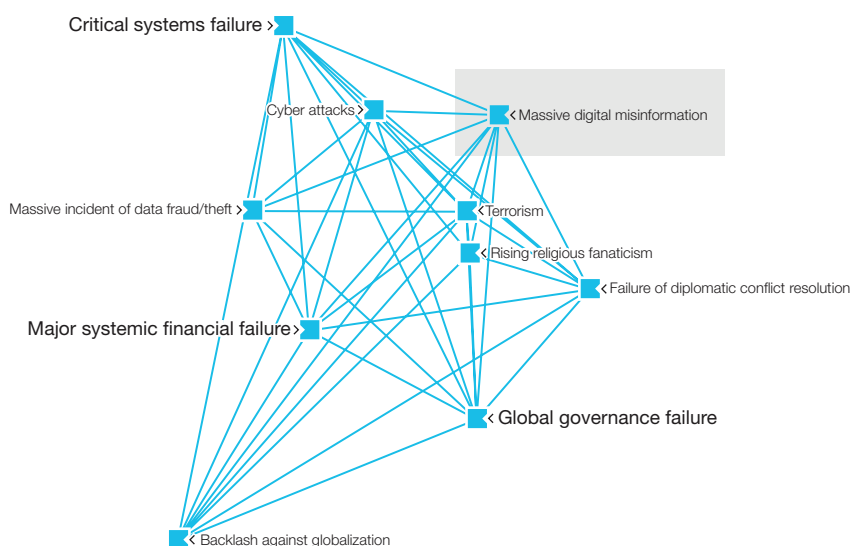 Critical systems failure
Cyber attacks
Massive digital misinformation
Massive incident of data fraud/theft
Terrorism
Rising religious fanaticism
Failure of diplomatic conflict resolution
Major systemic financial failure
Global governance failure
Backlash against globalization